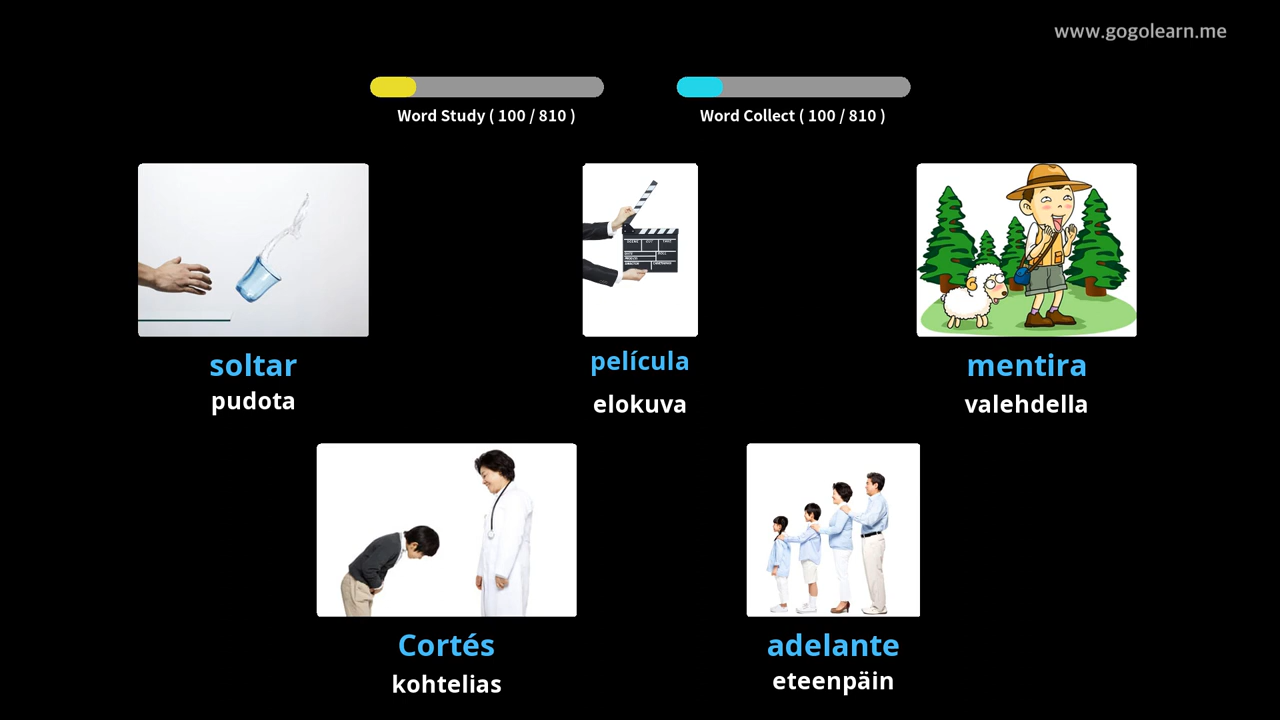 www.gogolearn.me
Word Study ( 100 / 810 )
Word Collect ( 100 / 810 )
soltar
pudota
película
elokuva
mentira
valehdella
Cortés
kohtelias
adelante
eteenpäin